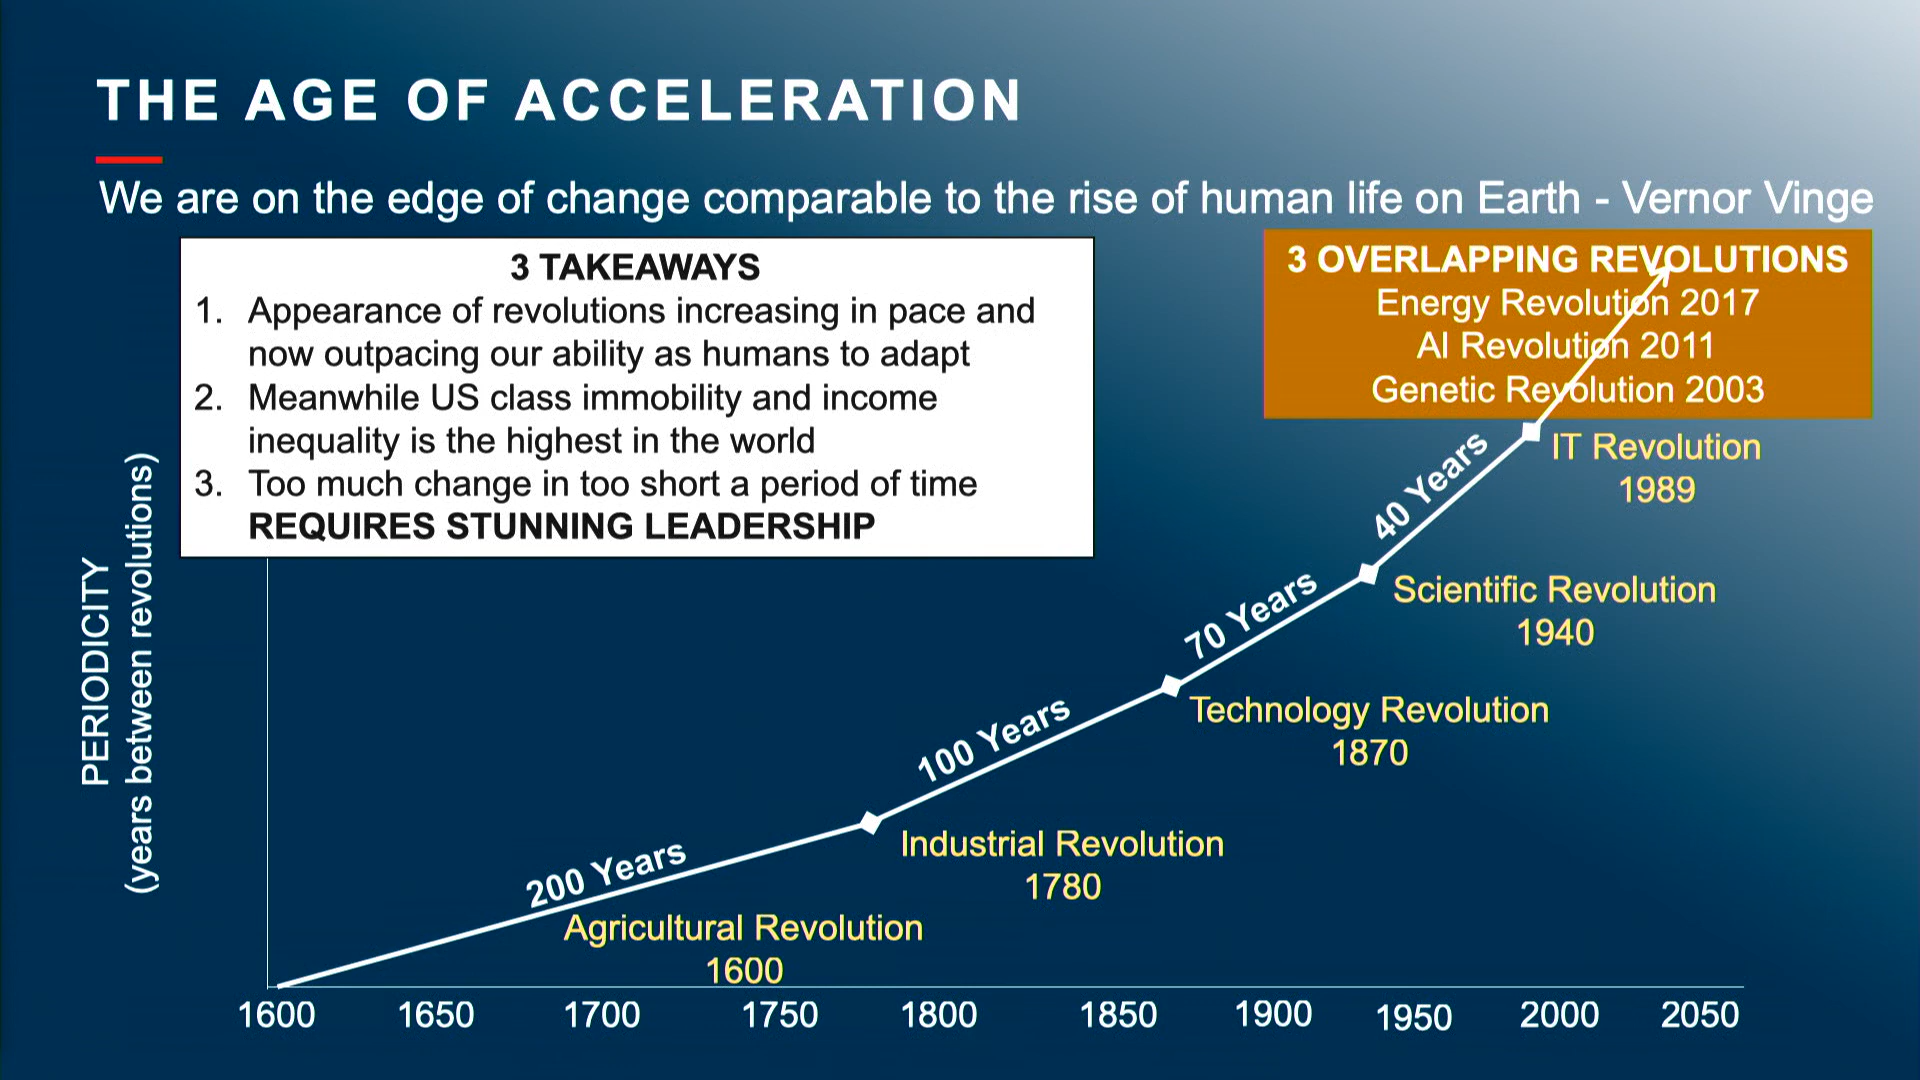 THE AGE OF ACCELERATION
We are on the edge of change comparable to the rise of human life on Earth - Vernor Vinge
3 TAKEAWAYS
1. Appearance of revolutions increasing in pace and
now outpacing our ability as humans to adapt
2. Meanwhile US class immobility and income
inequality is the highest in the world
3. Too much change in too short a period of time
REQUIRES STUNNING LEADERSHIP
3 OVERLAPPING REVOLUTIONS
Energy Revolution 2017
AI Revolution 2011
Genetic Revolution 2003
IT Revolution
1989
40 Years
Scientific Revolution
1940
70 Years
Technology Revolution
1870
100 Years
Industrial Revolution
1780
200 Years
Agricultural Revolution
1600
PERIODICITY
(years between revolutions)
1600 1650 1700 1750 1800 1850 1900 1950 2000 2050